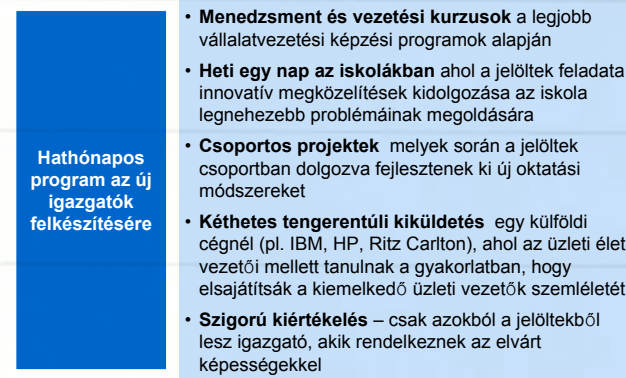 Hathónapos
program az új
igazgatók
felkészítésére
• Menedzsment és vezetési kurzusok a legjobb
vállalatvezetési képzési programok alapján
• Heti egy nap az iskolákban ahol a jelöltek feladata
innovatív megközelítések kidolgozása az iskola
legnehezebb problémáinak megoldására
• Csoportos projektek melyek során a jelöltek
csoportban dolgozva fejlesztenek ki új oktatási
módszereket
• Kéthetes tengerentúli kiküldetés egy külföldi
cégnél (pl. IBM, HP, Ritz Carlton), ahol az üzleti élet
vezetői mellett tanulnak a gyakorlatban, hogy
elsajátítsák a kiemelkedő üzleti vezetők szemléletét
• Szigorú kiértékelés – csak azokból a jelöltekből
lesz igazgató, akik rendelkeznek az elvárt
képességekkel